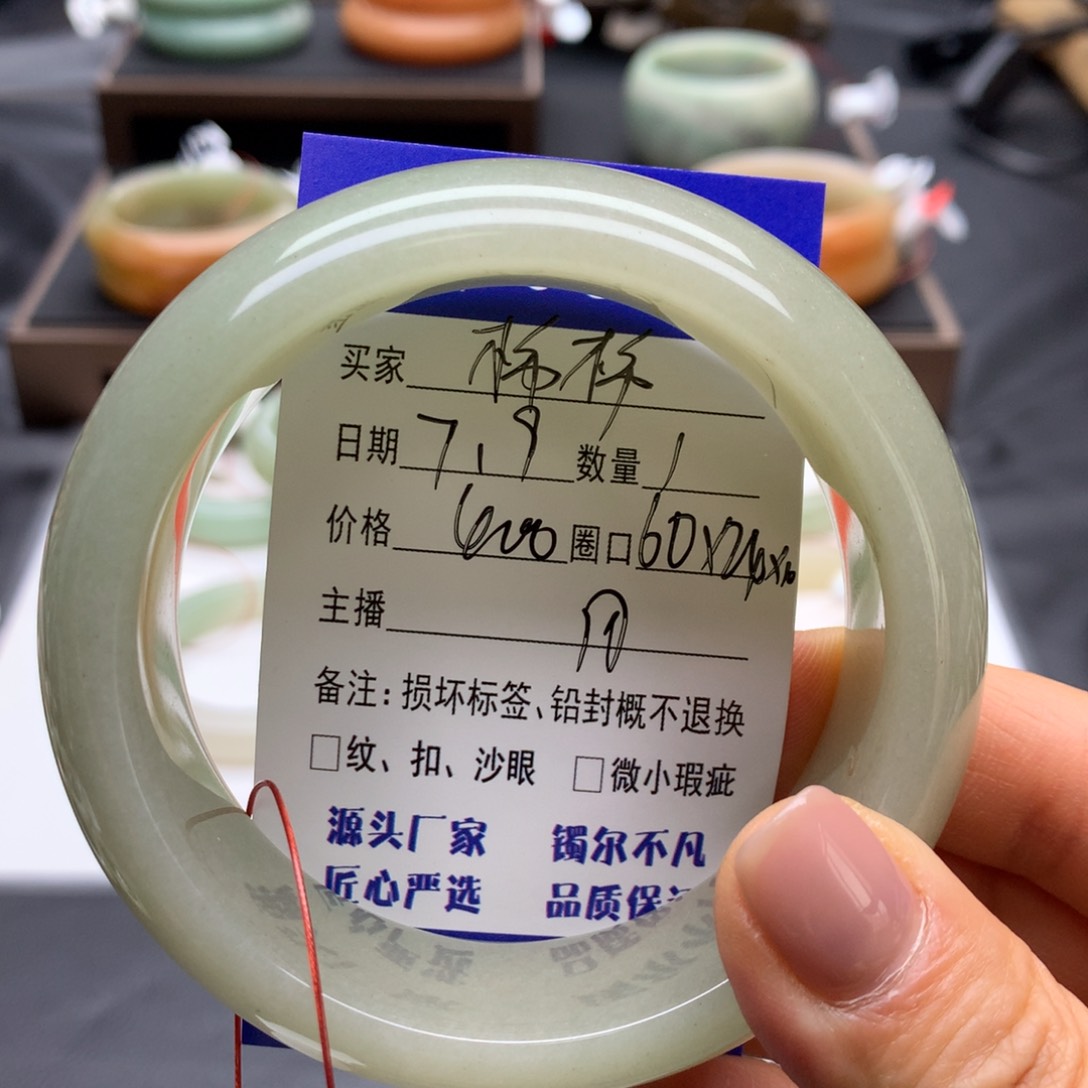 买家
日期 7.9 数量 1
价格 600 圈口 60x
主播
备注：损坏标签、铅封概不退换
□纹、扣、沙眼 □微小瑕疵
源头厂家 镯尔不凡
匠心严选 品质保